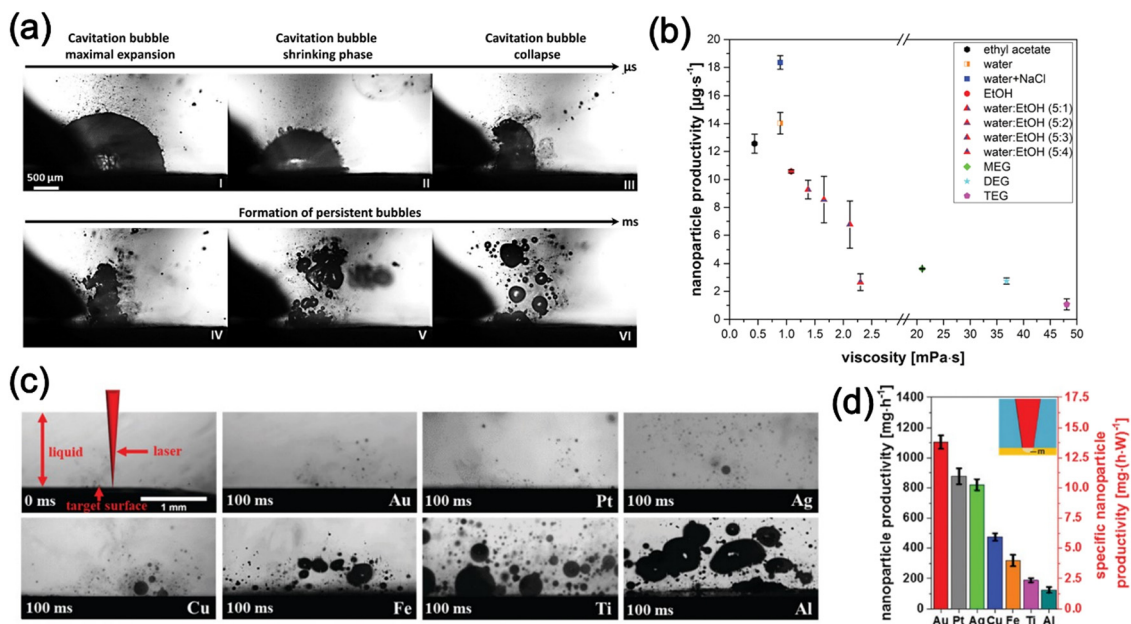 (a)
Cavitation bubble
maximal expansion
Cavitation bubble
shrinking phase
Cavitation bubble
collapse
μs
500 μm
I
II
III
Formation of persistent bubbles
ms
IV
V
VI
(b)
nanoparticle productivity [μg·s⁻¹]
20
18
16
14
12
10
8
6
4
2
0
0.0
0.5
1.0
1.5
2.0
2.5
20
25
30
35
40
45
50
viscosity [mPa·s]
ethyl acetate
water
water+NaCl
EtOH
water:EtOH (5:1)
water:EtOH (5:2)
water:EtOH (5:3)
water:EtOH (5:4)
MEG
DEG
TEG
(c)
liquid
laser
target surface
0 ms
1 mm
100 ms
Au
100 ms
Pt
100 ms
Ag
100 ms
Cu
100 ms
Fe
100 ms
Ti
100 ms
Al
(d)
nanoparticle productivity [mg·h⁻¹]
1400
1200
1000
800
600
400
200
0
17.5
15.0
12.5
10.0
7.5
5.0
2.5
0.0
specific nanoparticle
productivity [mg·(h·W)⁻¹]
m
Au Pt Ag Cu Fe Ti Al